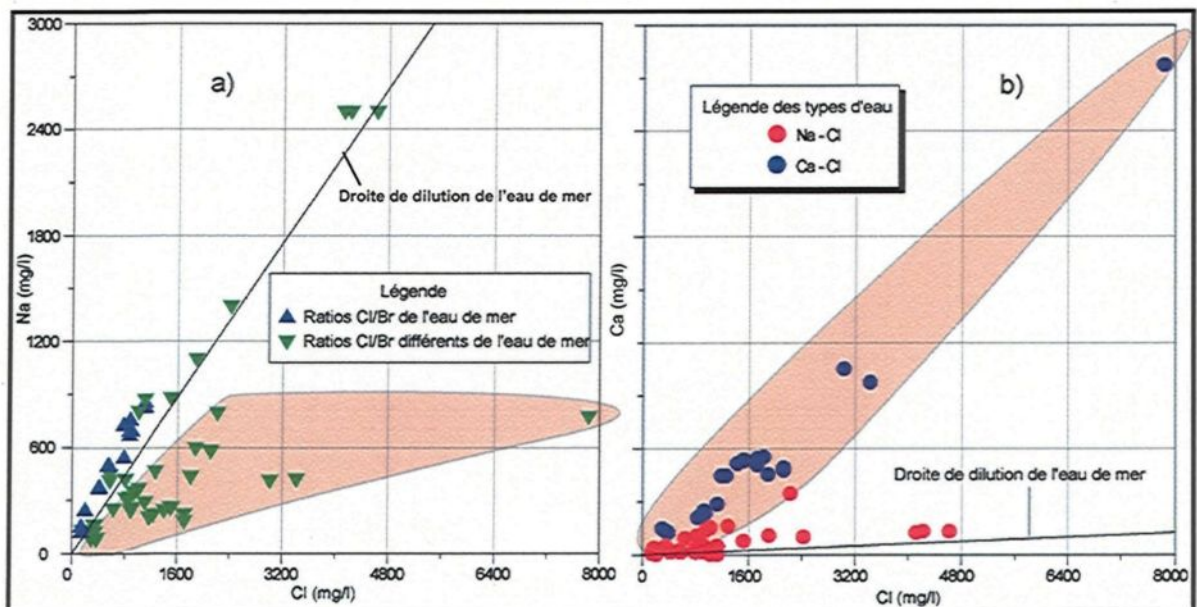 a)
3000
2400
1800
1200
600
0
Na (mg/l)
0 1600 3200 4800 6400 8000
Cl (mg/l)
Droite de dilution de l'eau de mer
Légende
Ratios Cl/Br de l'eau de mer
Ratios Cl/Br différents de l'eau de mer
b)
Ca (mg/l)
0 1600 3200 4800 6400 8000
Cl (mg/l)
Légende des types d'eau
Na-Cl
Ca-Cl
Droite de dilution de l'eau de mer